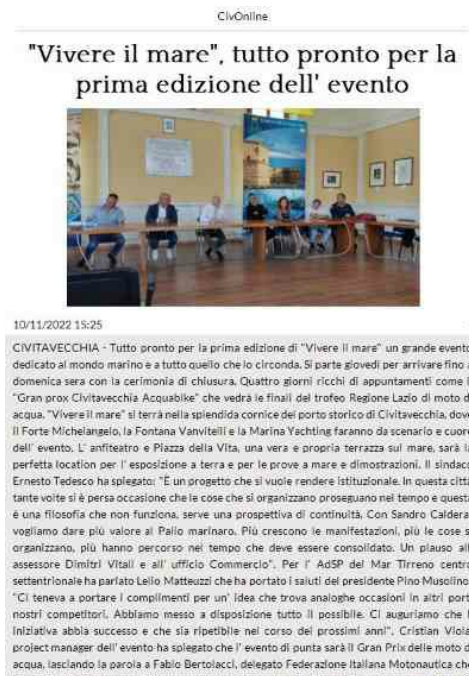 CivOnline
"Vivere il mare", tutto pronto per la
prima edizione dell' evento
10/11/2022 15:25
CIVITAVECCHIA - Tutto pronto per la prima edizione di "Vivere il mare" un grande evento
dedicato al mondo marino e a tutto quello che lo circonda. Si parte giovedì per arrivare fino a
domenica sera con la cerimonia di chiusura. Quattro giorni ricchi di appuntamenti come i
"Gran prox Civitavecchia Acquabike" che vedrà le finali del trofeo Regione Lazio di moto d
acqua. "Vivere il mare" si terrà nella splendida cornice del porto storico di Civitavecchia, dove
Il Forte Michelangelo, la Fontana Vanvitelli e la Marina Yachting faranno da scenario e cuore
dell' evento. L' anfiteatro e Piazza della Vita, una vera e propria terrazza sul mare, sarà la
perfetta location per l' esposizione a terra e per le prove a mare e dimostrazioni. Il sindaco
Ernesto Tedesco ha spiegato: "È un progetto che si vuole rendere istituzionale. In questa città
tante volte si è persa occasione che le cose che si organizzano proseguano nel tempo e questa
è una filosofia che non funziona, serve una prospettiva di continuità. Con Sandro Calderai
vogliamo dare più valore al Palio marinaro. Più crescono le manifestazioni, più le cose si
organizzano, più hanno percorso nel tempo che deve essere consolidato. Un plauso all
assessore Dimitri Vitali e all' ufficio Commercio". Per l' AdSP del Mar Tirreno centro
settentrionale ha parlato Lelio Matteuzzi che ha portato i saluti del presidente Pino Musolino:
"Ci teneva a portare i complimenti per un' idea che trova analoghe occasioni in altri porti
nostri competitori. Abbiamo messo a disposizione tutto il possibile. Ci auguriamo che l
iniziativa abbia successo e che sia ripetibile nel corso dei prossimi anni". Cristian Viola
project manager dell' evento ha spiegato che l' evento di punta sarà il Gran Prix delle moto d
acqua, lasciando la parola a Fabio Bertolacci, delegato Federazione Italiana Motonautica che